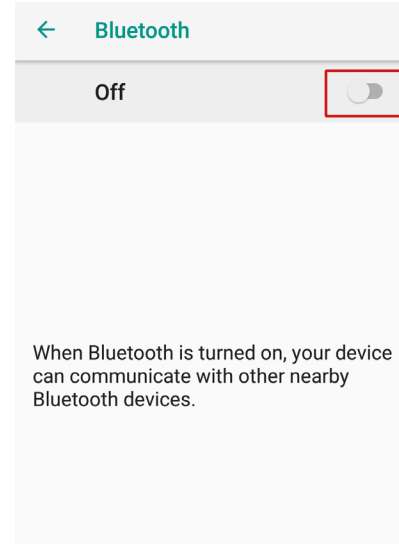 Bluetooth
Off
When Bluetooth is turned on, your device
can communicate with other nearby
Bluetooth devices.